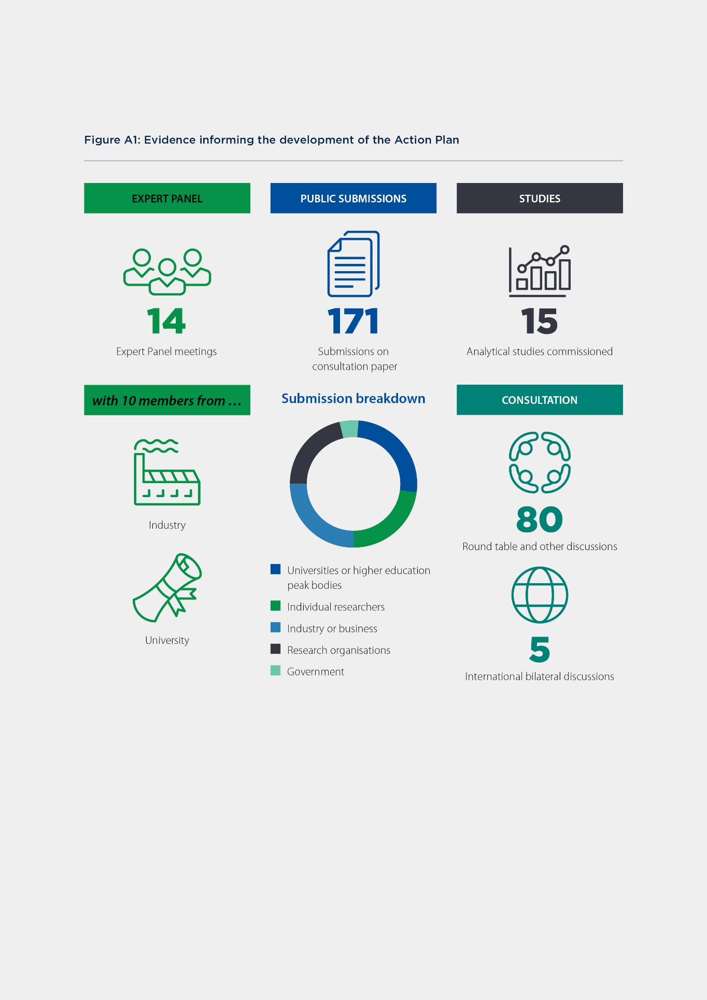 Figure A1: Evidence informing the development of the Action Plan
EXPERT PANEL
14
Expert Panel meetings
with 10 members from ...
Industry
University
PUBLIC SUBMISSIONS
171
Submissions on
consultation paper
Submission breakdown
Universities or higher education
peak bodies
Individual researchers
Industry or business
Research organisations
Government
STUDIES
15
Analytical studies commissioned
CONSULTATION
80
Round table and other discussions
5
International bilateral discussions